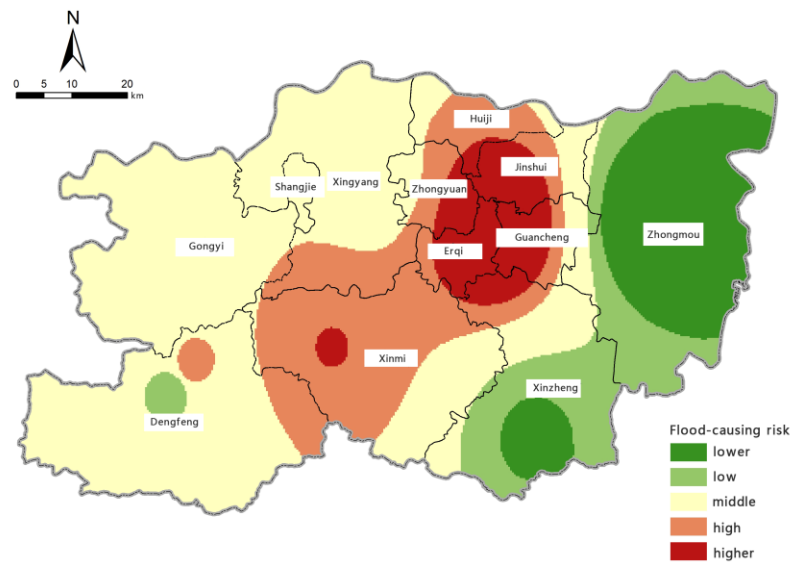 N
0 5 10 20
km
Huiji
Jinshui
Shangjie
Xingyang
Zhongyuan
Gongyi
Erqi
Guancheng
Zhongmou
Xinmi
Xinzheng
Dengfeng
Flood-causing risk
lower
low
middle
high
higher